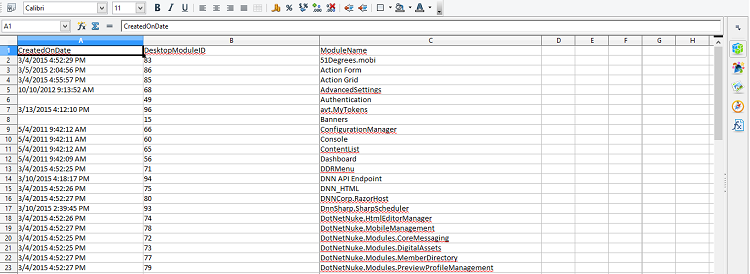 Calibri 11
A1 CreatedOnDate
A B C D E F G H
1 CreatedOnDate DesktopModuleID ModuleName
2 3/4/2015 4:52:29 PM 83 51Degrees.mobi
3 3/5/2015 2:04:56 PM 86 Action Form
4 3/4/2015 4:55:57 PM 85 Action Grid
5 10/10/2012 9:13:52 AM 68 AdvancedSettings
6 49 Authentication
7 3/13/2015 4:12:10 PM 96 avt.MyTokens
8 15 Banners
9 5/4/2011 9:42:12 AM 66 ConfigurationManager
10 5/4/2011 9:42:11 AM 60 Console
11 5/4/2011 9:42:12 AM 65 ContentList
12 5/4/2011 9:42:09 AM 56 Dashboard
13 3/4/2015 4:52:25 PM 71 DDRMenu
14 3/10/2015 4:18:17 PM 94 DNN API Endpoint
15 3/4/2015 4:52:26 PM 75 DNN_HTML
16 3/4/2015 4:52:27 PM 80 DNNCorp.RazorHost
17 3/10/2015 2:39:45 PM 93 DnnSharp.SharpScheduler
18 3/4/2015 4:52:26 PM 74 DotNetNuke.HtmlEditorManager
19 3/4/2015 4:52:27 PM 78 DotNetNuke.MobileManagement
20 3/4/2015 4:52:25 PM 72 DotNetNuke.Modules.CoreMessaging
21 3/4/2015 4:52:25 PM 73 DotNetNuke.Modules.DigitalAssets
22 3/4/2015 4:52:27 PM 77 DotNetNuke.Modules.MemberDirectory
23 3/4/2015 4:52:27 PM 79 DotNetNuke.Modules.PreviewProfileManagement